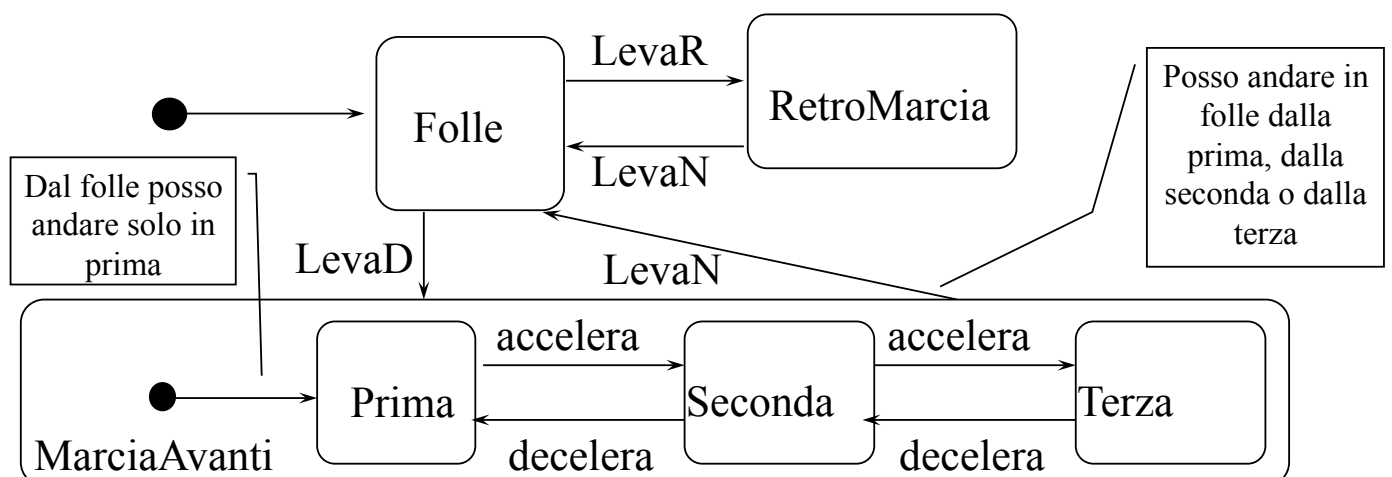 LevaR
Folle
RetroMarcia
LevaN
Posso andare in
folle dalla
prima, dalla
seconda o dalla
terza
Dal folle posso
andare solo in
prima
LevaD
LevaN
accelera
accelera
Prima
Seconda
Terza
decelera
decelera
MarciaAvanti